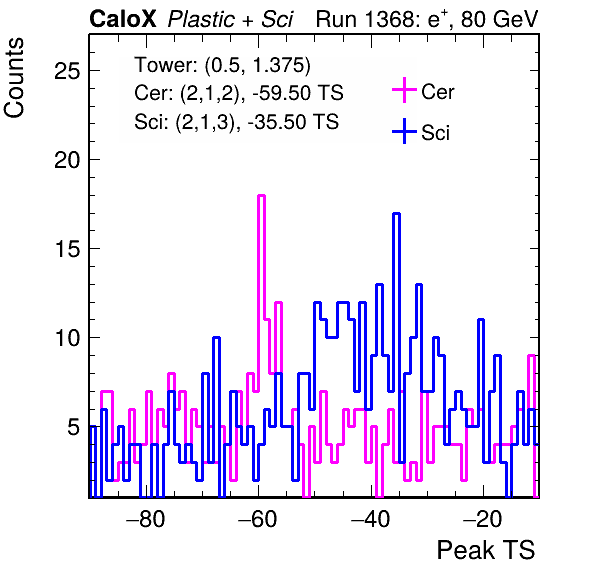 CaloX Plastic + Sci Run 1368: e+, 80 GeV
Counts
Tower: (0.5, 1.375)
Cer: (2,1,2), -59.50 TS
Sci: (2,1,3), -35.50 TS
Cer
Sci
25
20
15
10
5
−80 −60 −40 −20
Peak TS